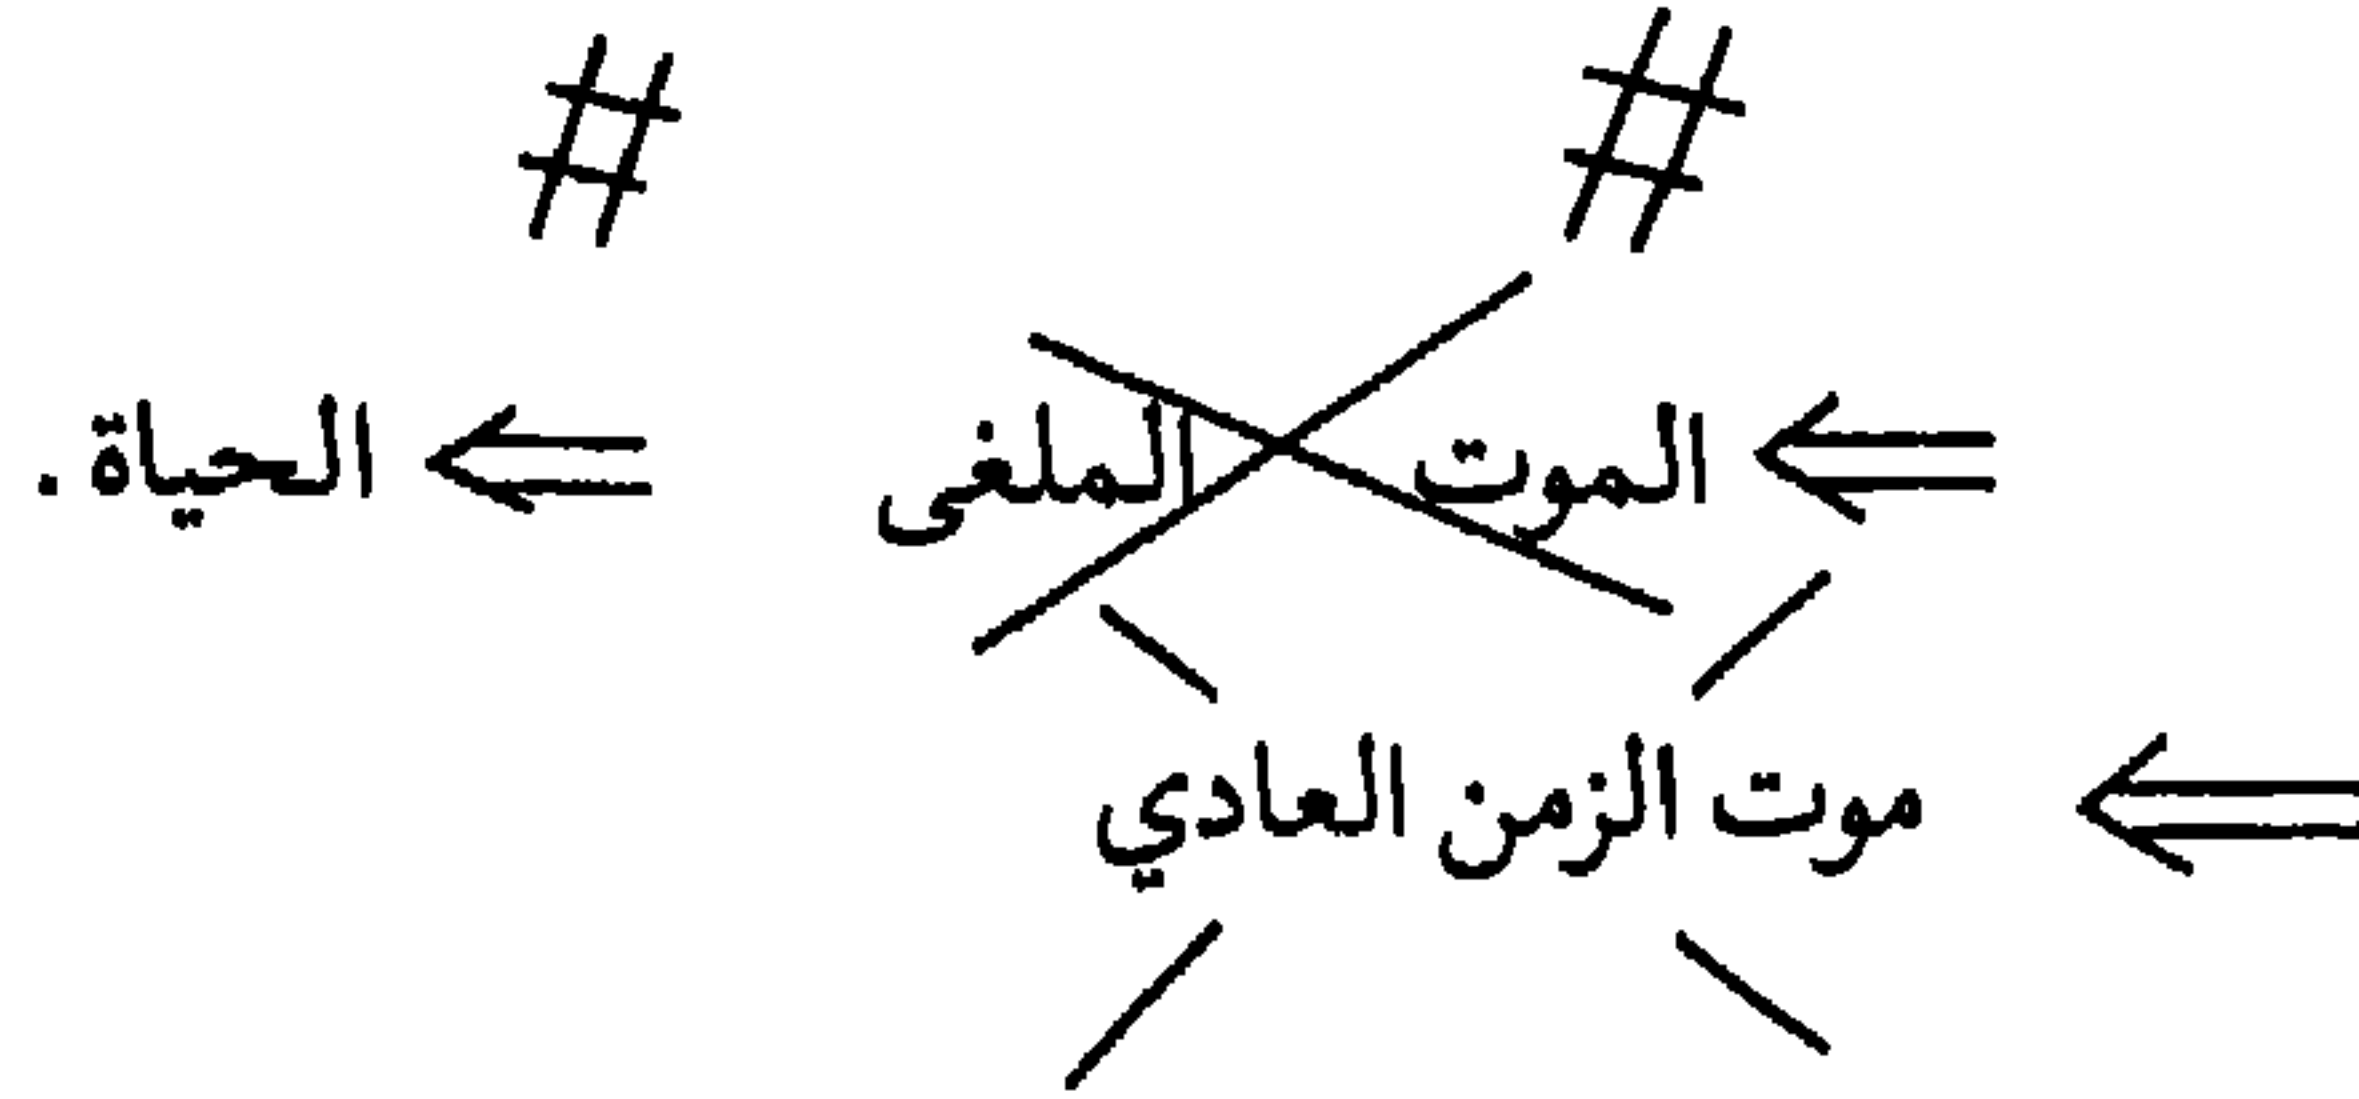 # #
⇐ الموت الملغى ⇐ الحياة .
⇐ موت الزمن العادي